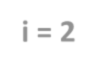 i = 2